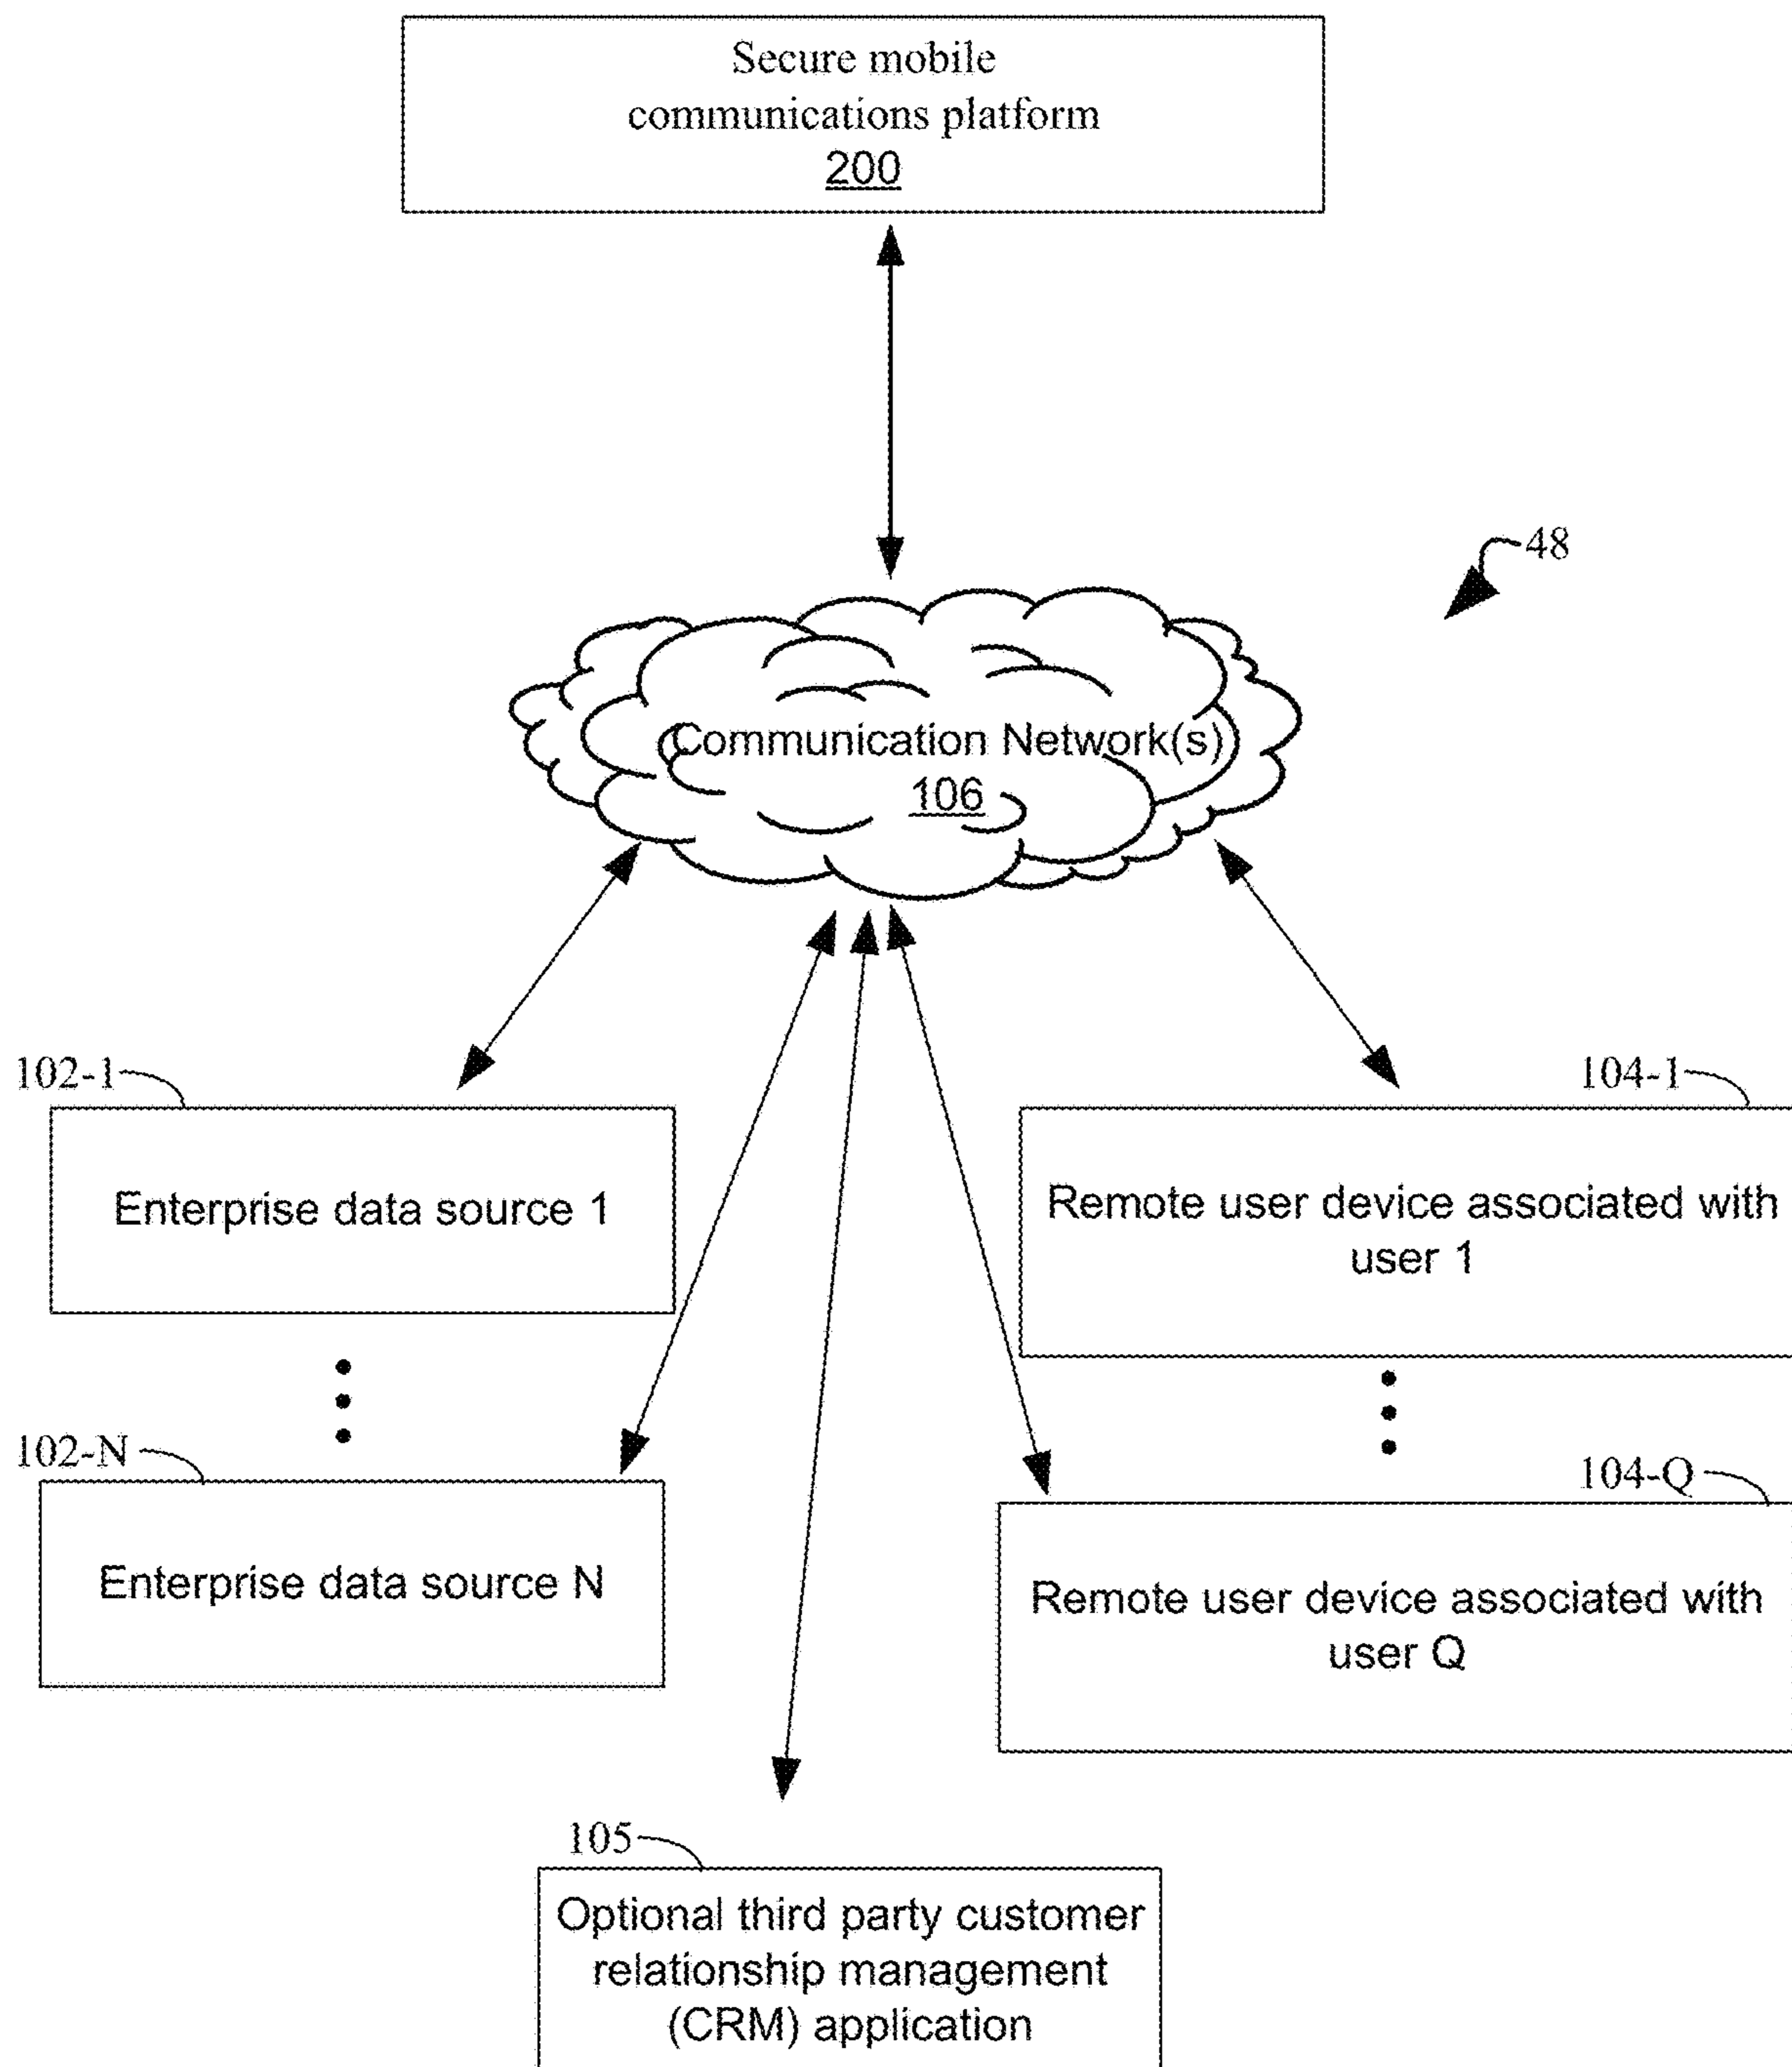 Secure mobile
communications platform
200
48
Communication Network(s)
106
102-1
104-1
Enterprise data source 1
Remote user device associated with
user 1
102-N
104-Q
Enterprise data source N
Remote user device associated with
user Q
105
Optional third party customer
relationship management
(CRM) application